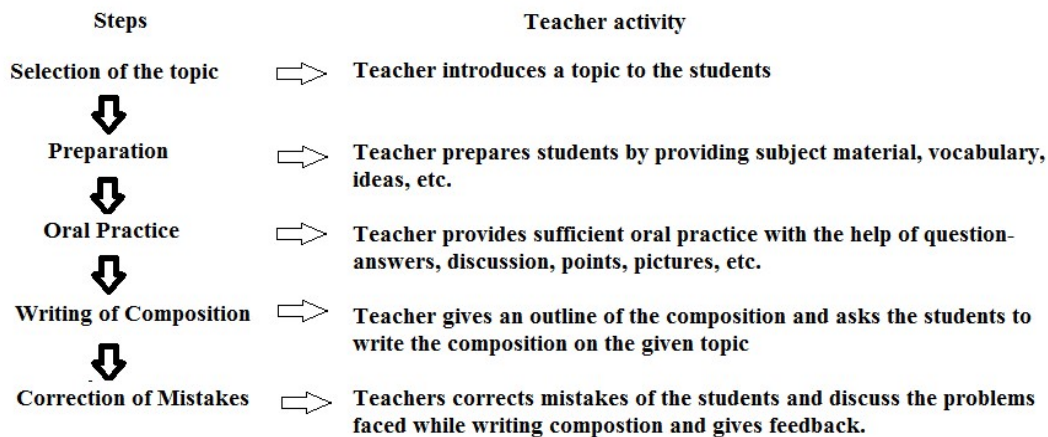 Steps Teacher activity
Selection of the topic Teacher introduces a topic to the students
Preparation Teacher prepares students by providing subject material, vocabulary,
ideas, etc.
Oral Practice Teacher provides sufficient oral practice with the help of question-
answers, discussion, points, pictures, etc.
Writing of Composition Teacher gives an outline of the composition and asks the students to
write the composition on the given topic
Correction of Mistakes Teachers corrects mistakes of the students and discuss the problems
faced while writing compostion and gives feedback.